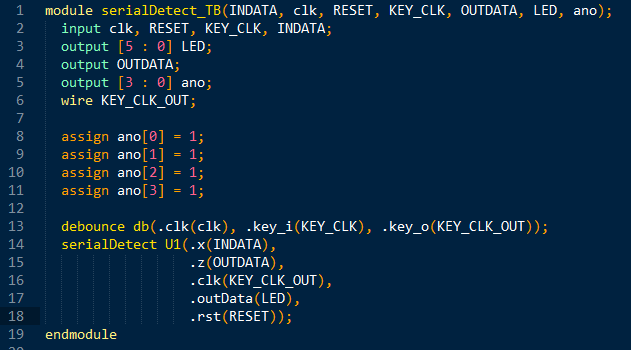 1 module serialDetect_TB(INDATA, clk, RESET, KEY_CLK, OUTDATA, LED, ano);
2 input clk, RESET, KEY_CLK, INDATA;
3 output [5 : 0] LED;
4 output OUTDATA;
5 output [3 : 0] ano;
6 wire KEY_CLK_OUT;
7
8 assign ano[0] = 1;
9 assign ano[1] = 1;
10 assign ano[2] = 1;
11 assign ano[3] = 1;
12
13 debounce db(.clk(clk), .key_i(KEY_CLK), .key_o(KEY_CLK_OUT));
14 serialDetect U1(.x(INDATA),
15 .z(OUTDATA),
16 .clk(KEY_CLK_OUT),
17 .outData(LED),
18 .rst(RESET));
19 endmodule